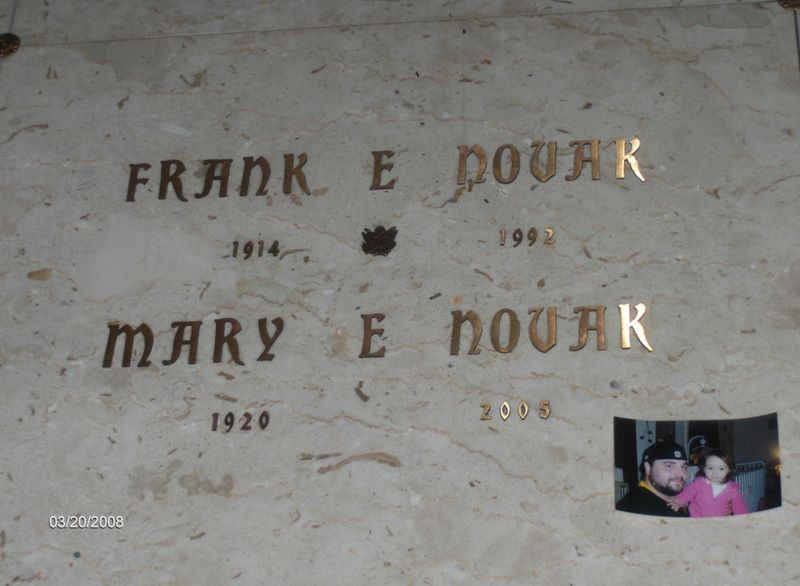 FRANK E NOVAK
1914 1992
MARY E NOVAK
1920 2005
03/20/2008